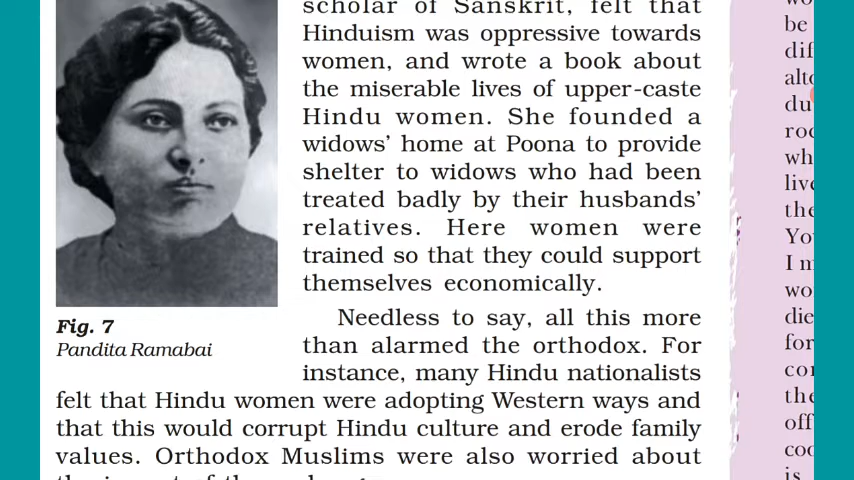 scholar of Sanskrit, felt that
Hinduism was oppressive towards
women, and wrote a book about
the miserable lives of upper-caste
Hindu women. She founded a
widows' home at Poona to provide
shelter to widows who had been
treated badly by their husbands'
relatives. Here women were
trained so that they could support
themselves economically.
Fig. 7
Pandita Ramabai
Needless to say, all this more
than alarmed the orthodox. For
instance, many Hindu nationalists
felt that Hindu women were adopting Western ways and
that this would corrupt Hindu culture and erode family
values. Orthodox Muslims were also worried about
be
the
I m
for
the
is